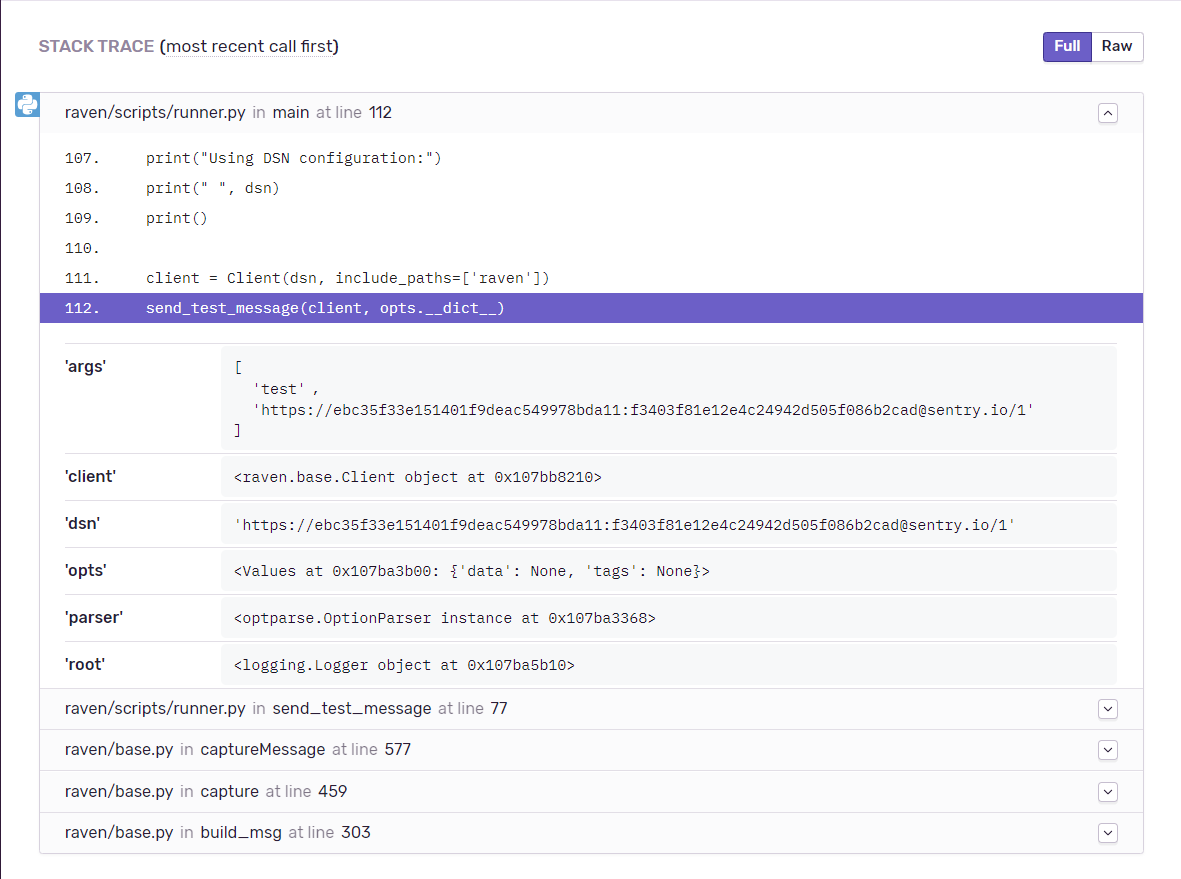 STACK TRACE (most recent call first)
Full Raw
raven/scripts/runner.py in main at line 112
107. print("Using DSN configuration:")
108. print(" ", dsn)
109. print()
110.
111. client = Client(dsn, include_paths=['raven'])
112. send_test_message(client, opts.__dict__)
'args'
[
'test' ,
'https://ebc35f33e151401f9deac549978bda11:f3403f81e12e4c24942d505f086b2cad@sentry.io/1'
]
'client' <raven.base.Client object at 0x107bb8210>
'dsn' 'https://ebc35f33e151401f9deac549978bda11:f3403f81e12e4c24942d505f086b2cad@sentry.io/1'
'opts' <Values at 0x107ba3b00: {'data': None, 'tags': None}>
'parser' <optparse.OptionParser instance at 0x107ba3368>
'root' <logging.Logger object at 0x107ba5b10>
raven/scripts/runner.py in send_test_message at line 77
raven/base.py in captureMessage at line 577
raven/base.py in capture at line 459
raven/base.py in build_msg at line 303